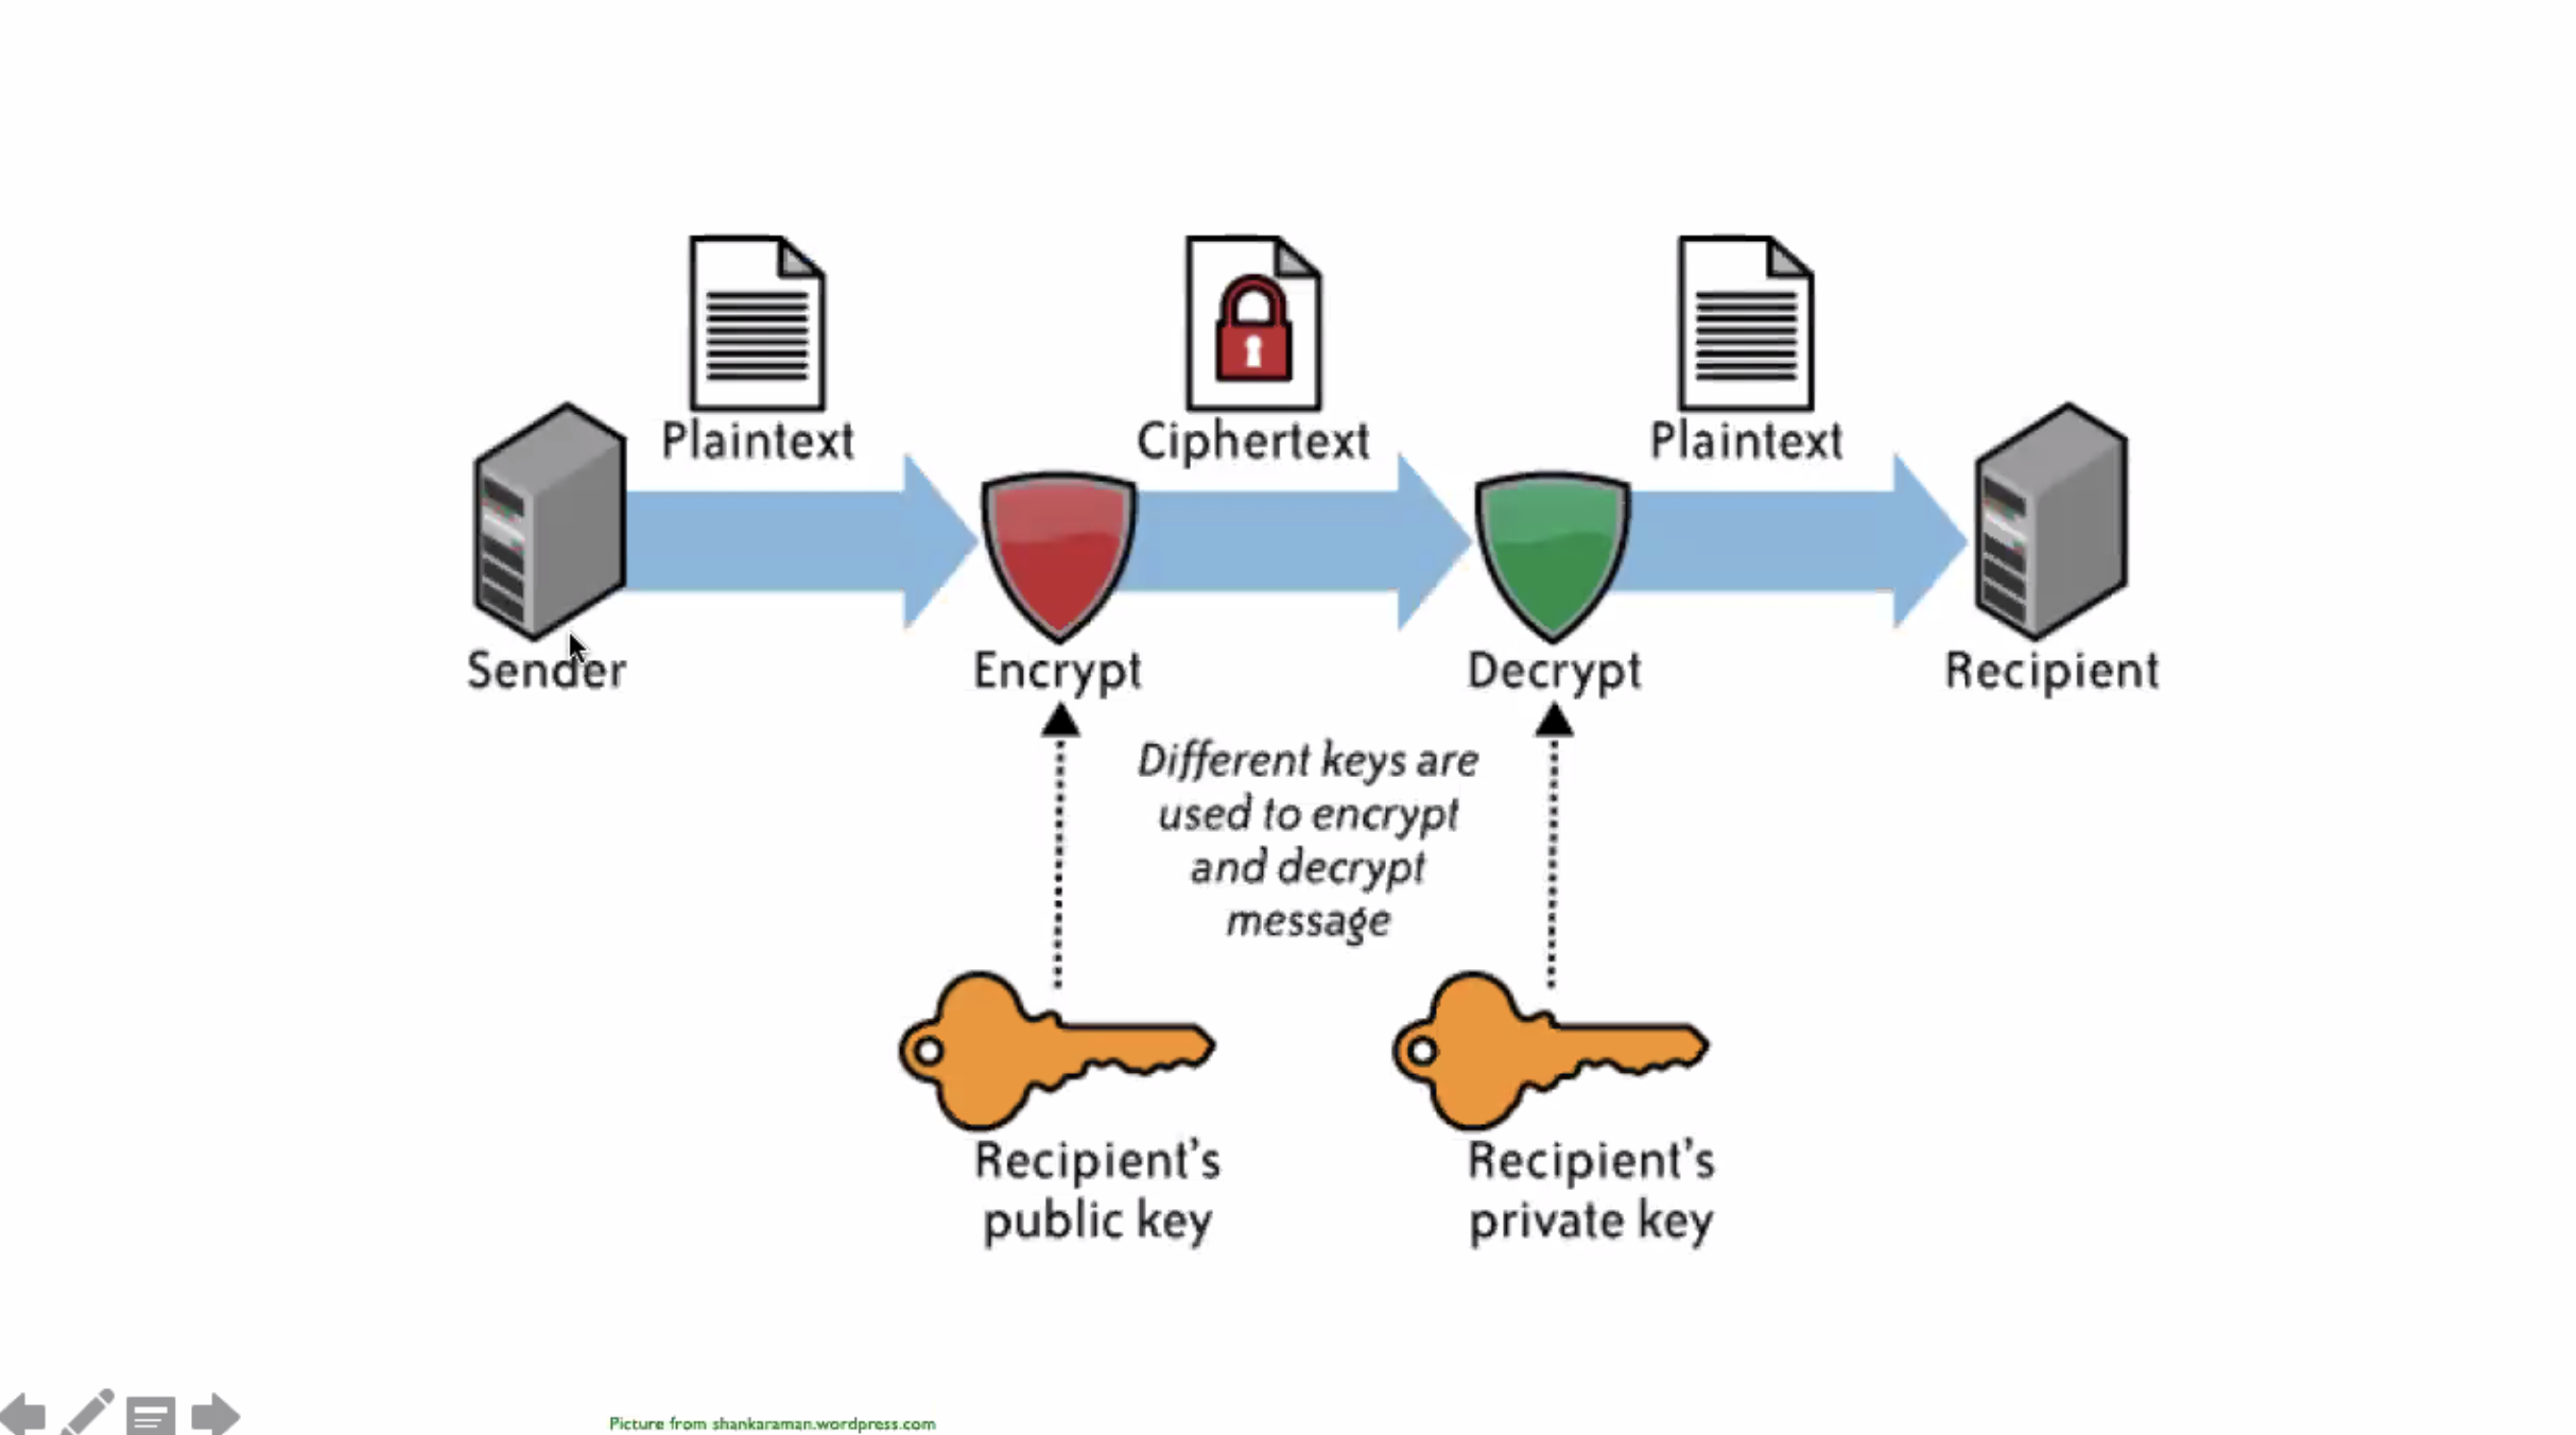 Plaintext
Ciphertext
Plaintext
Sender
Encrypt
Decrypt
Recipient
Different keys are
used to encrypt
and decrypt
message
Recipient's
public key
Recipient's
private key
Picture from shankaraman.wordpress.com